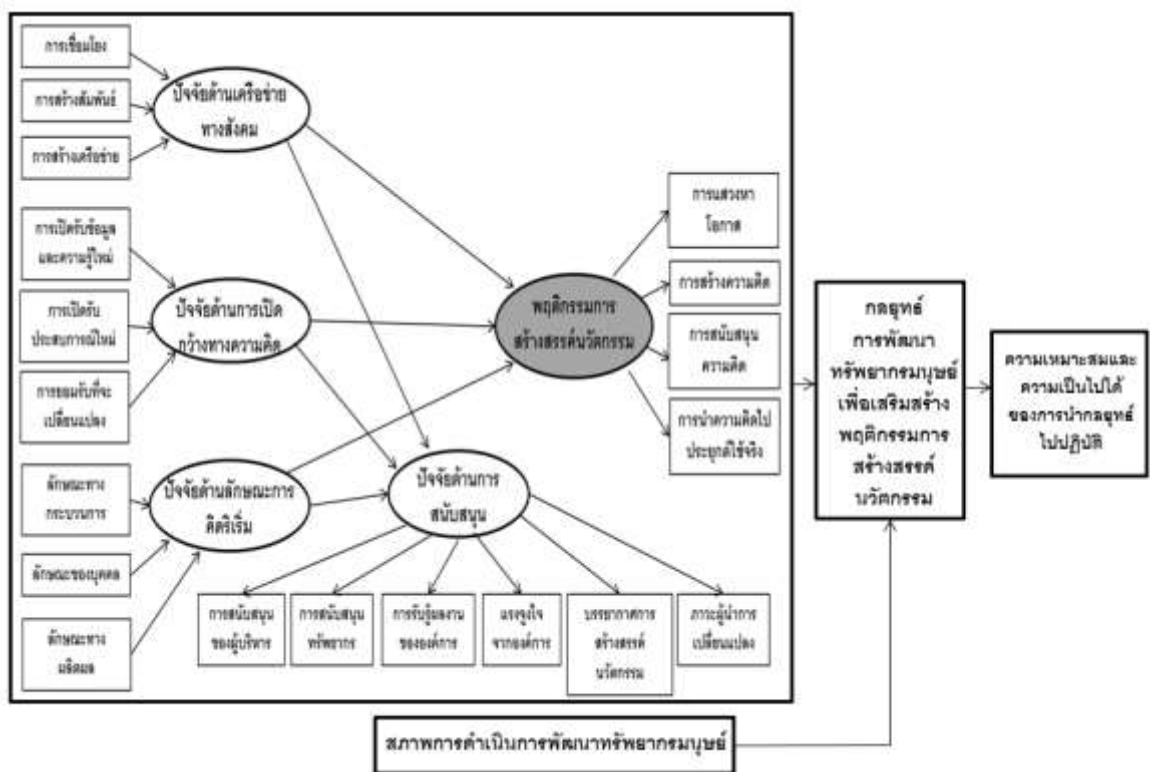 การเชื่อมโยง
การสร้างสัมพันธ์
การสร้างเครือข่าย
ปัจจัยด้านเครือข่าย
ทางสังคม
การเปิดรับข้อมูล
และความรู้ใหม่
การเปิดรับ
ประสบการณ์ใหม่
การยอมรับที่จะ
เปลี่ยนแปลง
ปัจจัยด้านการเปิด
กว้างทางความคิด
ลักษณะทาง
กระบวนการ
ลักษณะของบุคคล
ลักษณะทาง
ผลิตผล
ปัจจัยด้านลักษณะการ
คิดริเริ่ม
ปัจจัยด้านการ
สนับสนุน
การสนับสนุน
ของผู้บริหาร
การสนับสนุน
ทรัพยากร
การรับรู้ผลงาน
ขององค์การ
แรงจูงใจ
จากองค์การ
บรรยากาศการ
สร้างสรรค์
นวัตกรรม
ภาวะผู้นำการ
เปลี่ยนแปลง
พฤติกรรมการ
สร้างสรรค์นวัตกรรม
การแสวงหา
โอกาส
การสร้างความคิด
การสนับสนุน
ความคิด
การนำความคิดไป
ประยุกต์ใช้จริง
กลยุทธ์
การพัฒนา
ทรัพยากรมนุษย์
เพื่อเสริมสร้าง
พฤติกรรมการ
สร้างสรรค์
นวัตกรรม
ความเหมาะสมและ
ความเป็นไปได้
ของการนำกลยุทธ์
ไปปฏิบัติ
สภาพการดำเนินการพัฒนาทรัพยากรมนุษย์